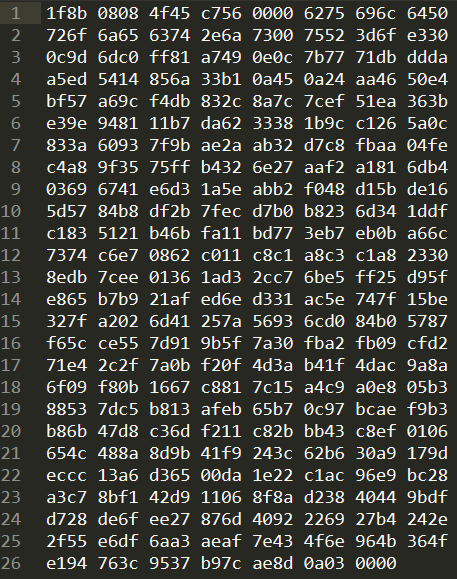 1 1f8b 0808 4f45 c756 0000 6275 696c 6450
2 726f 6a65 6374 2e6a 7300 7552 3d6f e330
3 0c9d 6dc0 ff81 a749 0e0c 7b77 71db ddda
4 a5ed 5414 856a 33b1 0a45 0a24 aa46 50e4
5 bf57 a69c f4db 832c 8a7c 7cef 51ea 363b
6 e39e 9481 11b7 da62 3338 1b9c c126 5a0c
7 833a 6093 7f9b ae2a ab32 d7c8 fbaa 04fe
8 c4a8 9f35 75ff b432 6e27 aaf2 a181 6db4
9 0369 6741 e6d3 1a5e abb2 f048 d15b de16
10 5d57 84b8 df2b 7fec d7b0 b823 6d34 1ddf
11 c183 5121 b46b fa11 bd77 3eb7 eb0b a66c
12 7374 c6e7 0862 c011 c8c1 a8c3 c1a8 2330
13 8edb 7cee 0136 1ad3 2cc7 6be5 ff25 d95f
14 e865 b7b9 21af ed6e d331 ac5e 747f 15be
15 327f a202 6d41 257a 5693 6cd0 84b0 5787
16 f65c ce55 7d91 9b5f 7a30 fba2 fb09 cfd2
17 71e4 2c2f 7a0b f20f 4d3a b41f 4dac 9a8a
18 6f09 f80b 1667 c881 7c15 a4c9 a0e8 05b3
19 8853 7dc5 b813 afeb 65b7 0c97 bcae f9b3
20 b86b 47d8 c36d f211 c82b bb43 c8ef 0106
21 654c 488a 8d9b 41f9 243c 62b6 30a9 179d
22 eccc 13a6 d365 00da 1e22 c1ac 96e9 bc28
23 a3c7 8bf1 42d9 1106 8f8a d238 4044 9bdf
24 d728 de6f ee27 876d 4092 2269 27b4 242e
25 2f55 e6df 6aa3 aeaf 7e43 4f6e 964b 364f
26 e194 763c 9537 b97c ae8d 0a03 0000